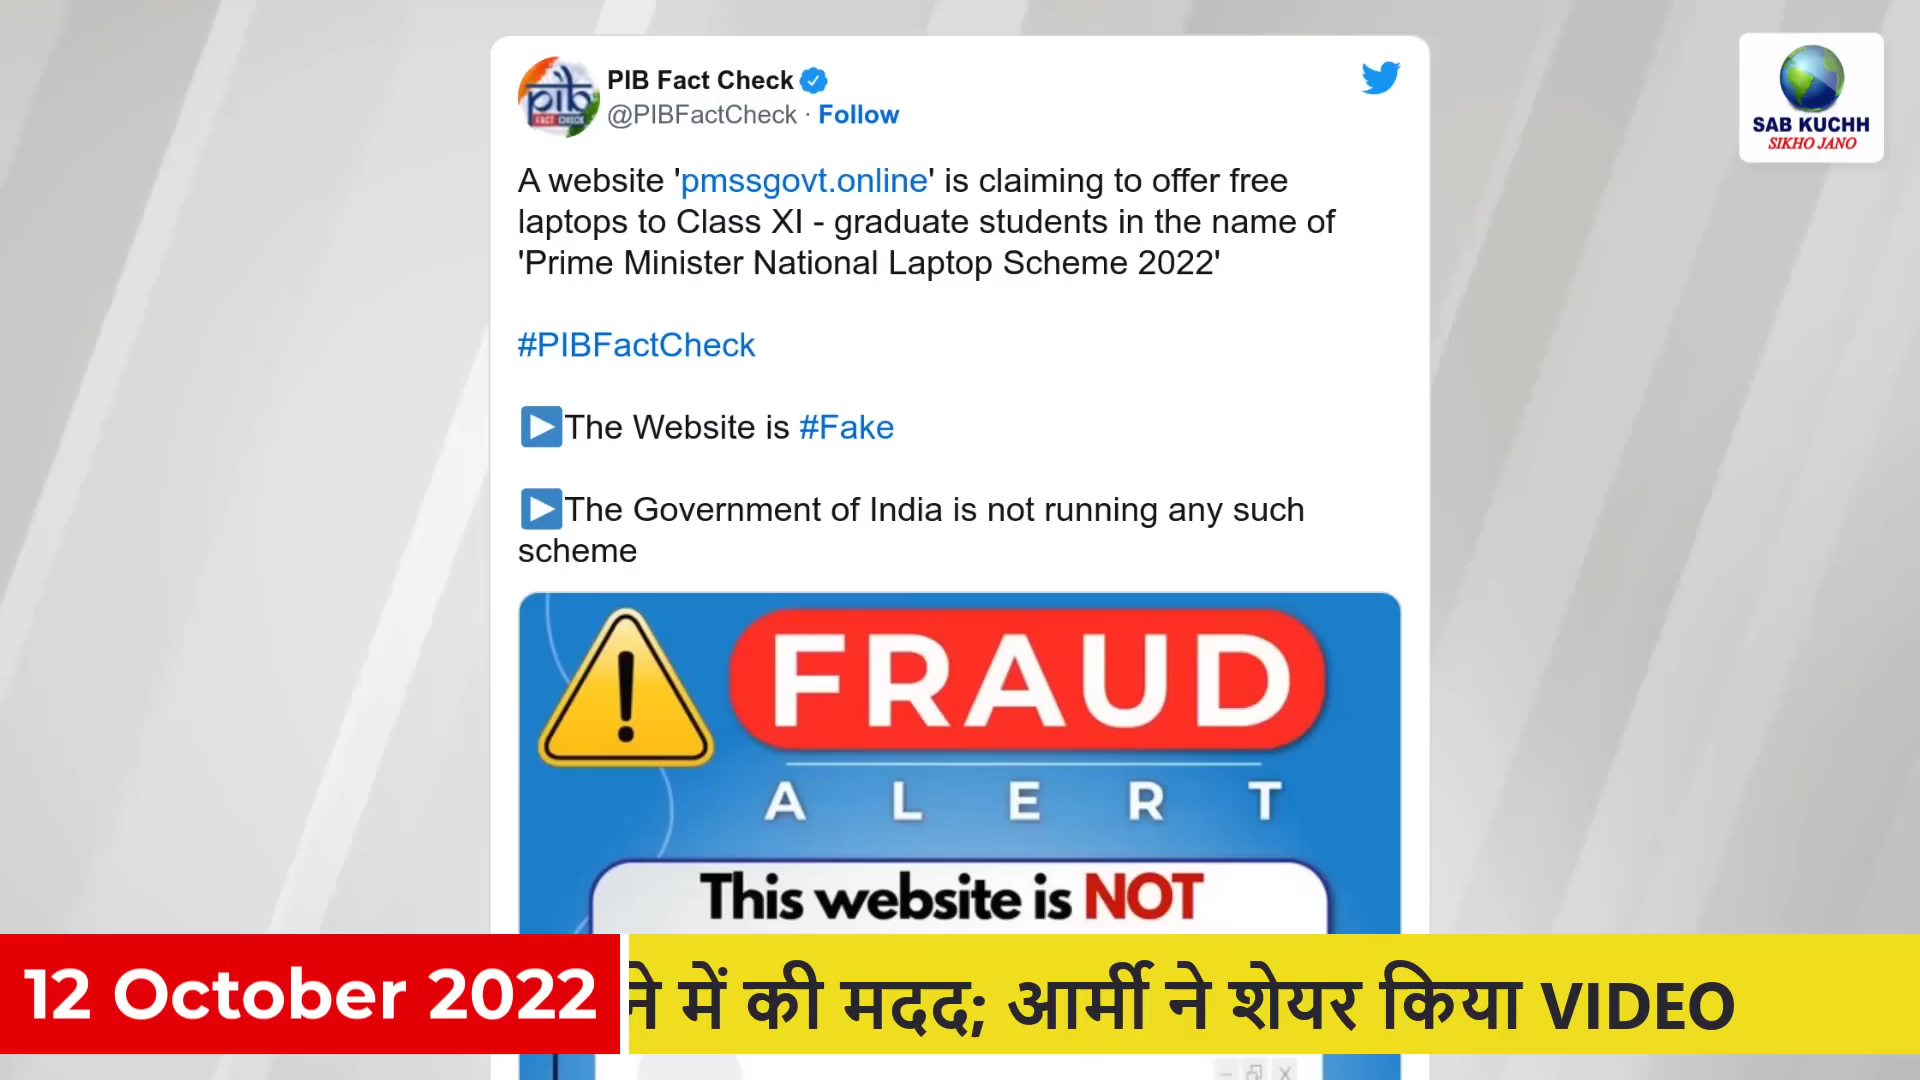 PIB Fact Check
@PIBFactCheck · Follow
SAB KUCHH
SIKHO JANO
A website 'pmssgovt.online' is claiming to offer free
laptops to Class XI - graduate students in the name of
'Prime Minister National Laptop Scheme 2022'
#PIBFactCheck
The Website is #Fake
The Government of India is not running any such
scheme
FRAUD
ALERT
This website is NOT
12 October 2022
में की मदद; आर्मी ने शेयर किया VIDEO